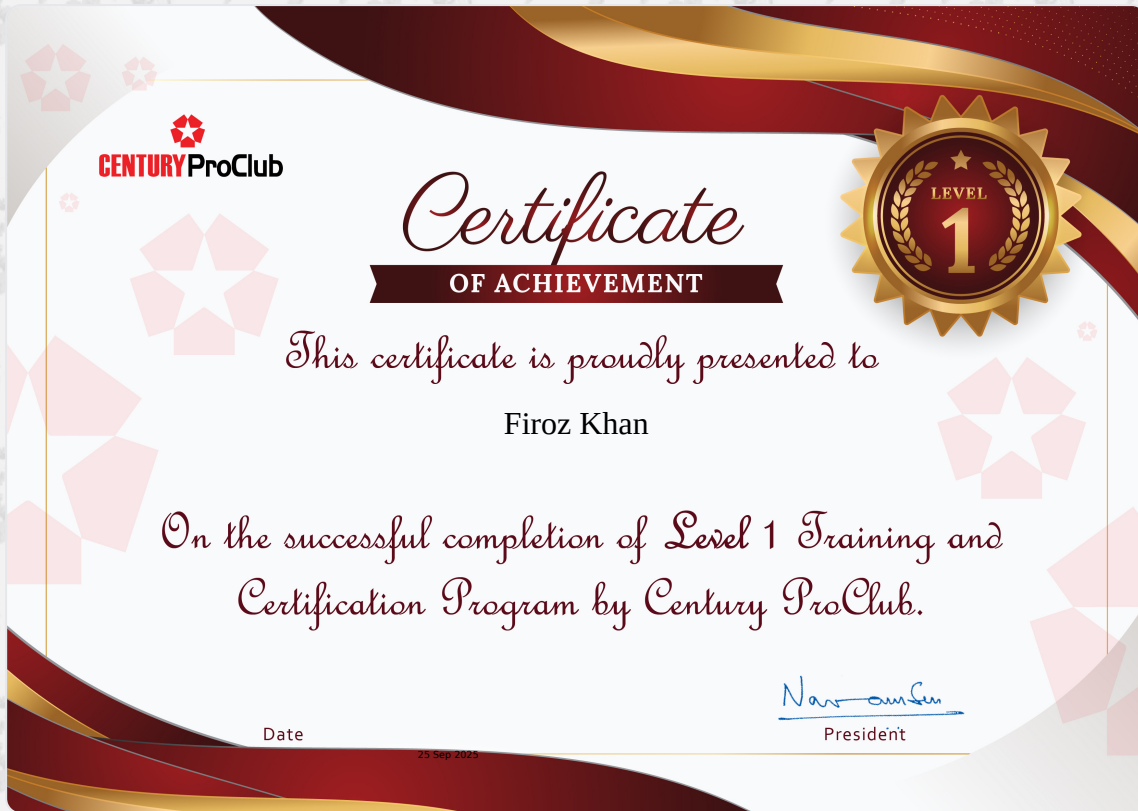 CENTURY ProClub
LEVEL
1
Certificate
OF ACHIEVEMENT
This certificate is proudly presented to
Firoz Khan
On the successful completion of Level 1 Training and
Certification Program by Century ProClub.
Date
25 Sep 2025
President